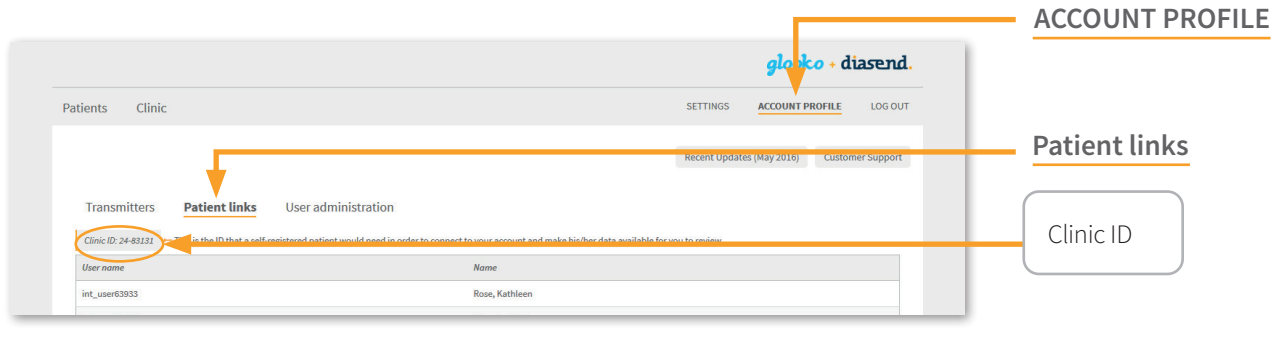 ACCOUNT PROFILE
glooko + diasend.
Patients Clinic SETTINGS ACCOUNT PROFILE LOG OUT
Recent Updates (May 2016) Customer Support
Patient links
Transmitters Patient links User administration
Clinic ID: 24-83131 is the ID that a self-registered patient would need in order to connect to your account and make his/her data available for you to review.
Clinic ID
User name Name
int_user63933 Rose, Kathleen